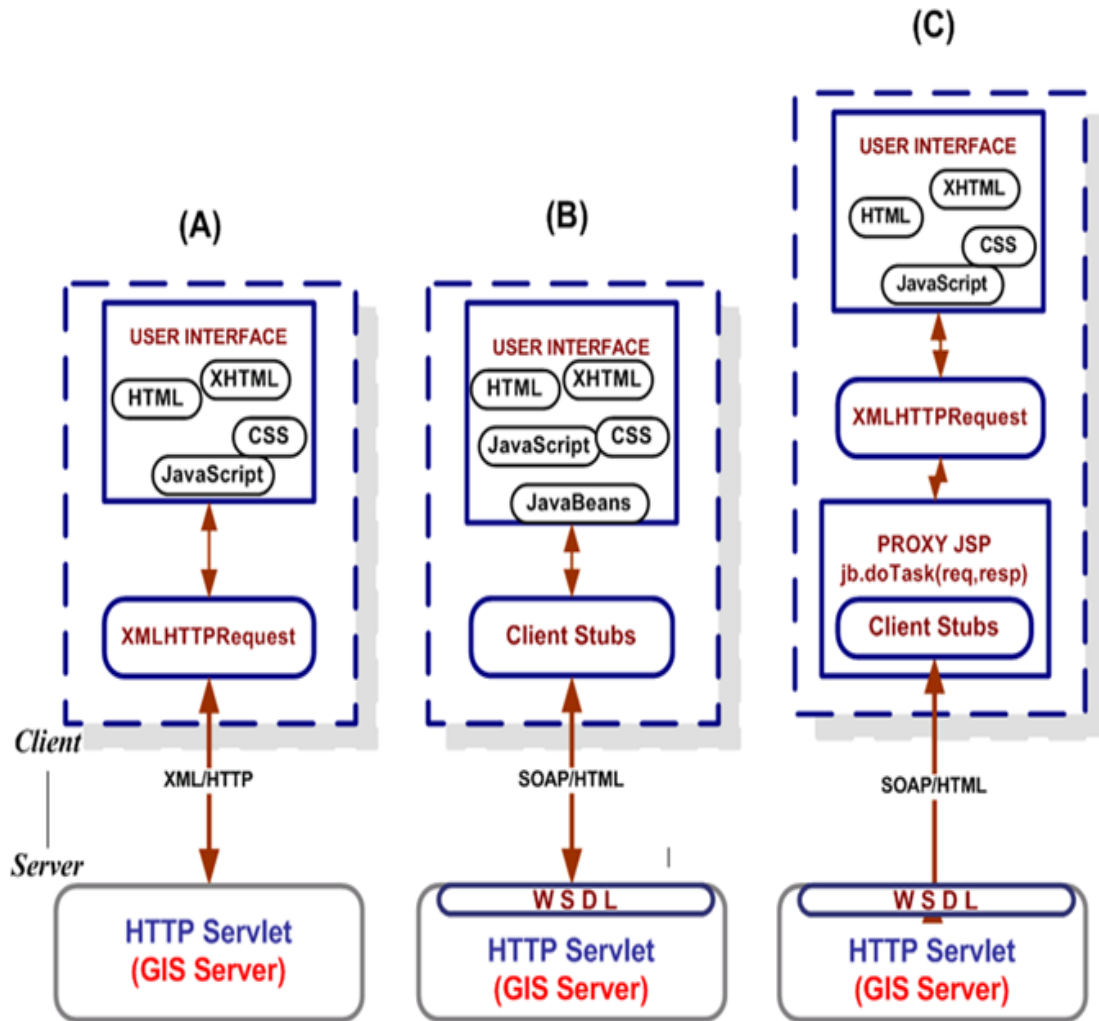 (A)
USER INTERFACE
HTML
XHTML
CSS
JavaScript
XMLHTTPRequest
XML/HTTP
HTTP Servlet
(GIS Server)
(B)
USER INTERFACE
HTML
XHTML
JavaScript
CSS
JavaBeans
Client Stubs
SOAP/HTML
W S D L
HTTP Servlet
(GIS Server)
(C)
USER INTERFACE
XHTML
HTML
CSS
JavaScript
XMLHTTPRequest
PROXY JSP
jb.doTask(req,resp)
Client Stubs
SOAP/HTML
W S D L
HTTP Servlet
(GIS Server)
Client
Server